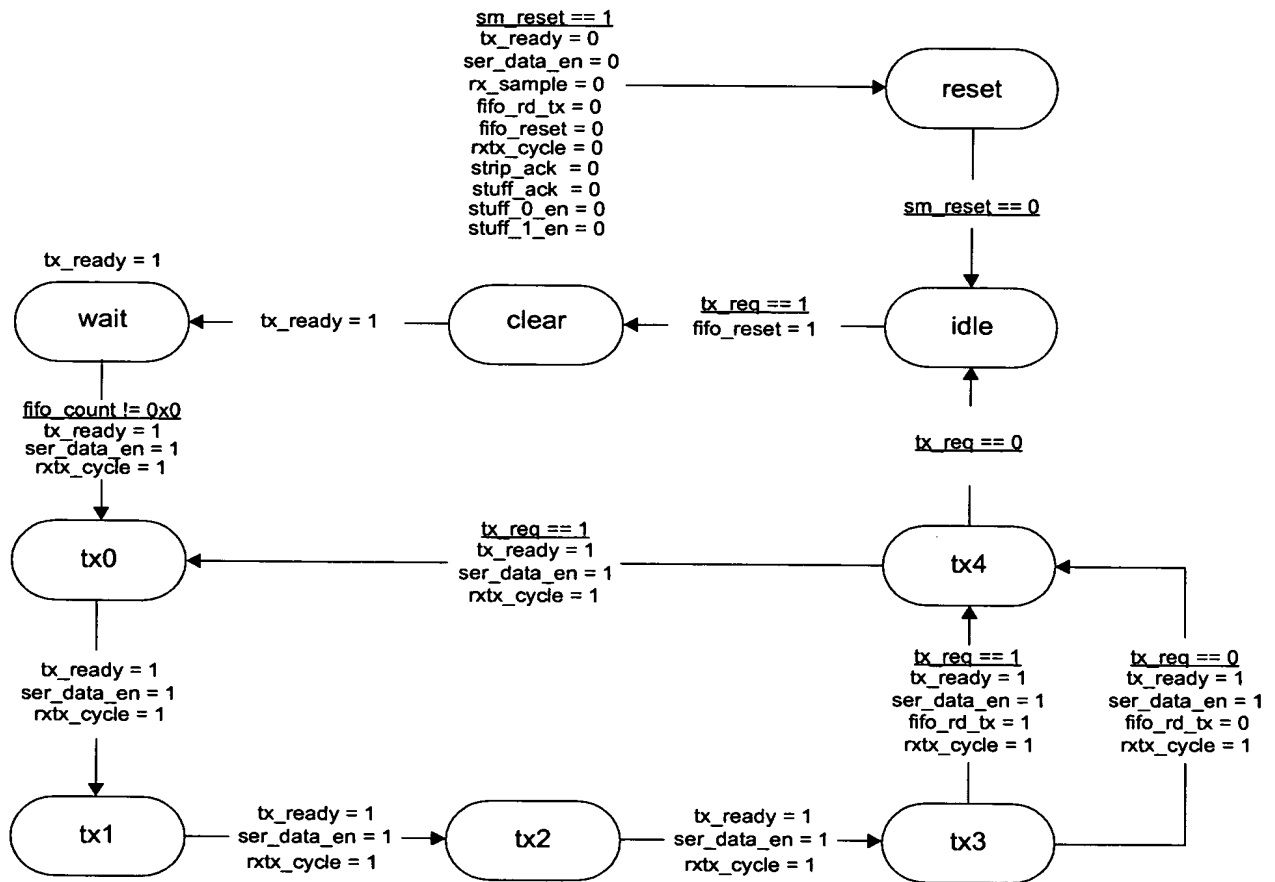 sm_reset == 1
tx_ready = 0
ser_data_en = 0
rx_sample = 0
fifo_rd_tx = 0
fifo_reset = 0
rxtx_cycle = 0
strip_ack = 0
stuff_ack = 0
stuff_0_en = 0
stuff_1_en = 0
reset
sm_reset == 0
tx_ready = 1
wait
tx_ready = 1
clear
tx_req == 1
fifo_reset = 1
idle
fifo_count != 0x0
tx_ready = 1
ser_data_en = 1
rxtx_cycle = 1
tx_req == 0
tx0
tx_req == 1
tx_ready = 1
ser_data_en = 1
rxtx_cycle = 1
tx4
tx_ready = 1
ser_data_en = 1
rxtx_cycle = 1
tx_req == 1
tx_ready = 1
ser_data_en = 1
fifo_rd_tx = 1
rxtx_cycle = 1
tx_req == 0
tx_ready = 1
ser_data_en = 1
fifo_rd_tx = 0
rxtx_cycle = 1
tx1
tx_ready = 1
ser_data_en = 1
rxtx_cycle = 1
tx2
tx_ready = 1
ser_data_en = 1
rxtx_cycle = 1
tx3